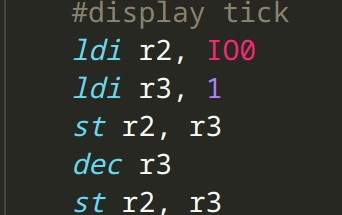 #display tick
ldi r2, IO0
ldi r3, 1
st r2, r3
dec r3
st r2, r3